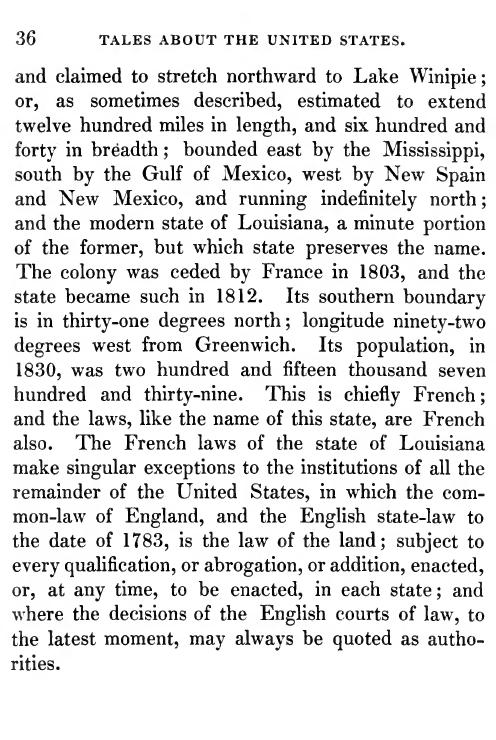 36 TALES ABOUT THE UNITED STATES.
and claimed to stretch northward to Lake Winipie;
or, as sometimes described, estimated to extend
twelve hundred miles in length, and six hundred and
forty in breadth; bounded east by the Mississippi,
south by the Gulf of Mexico, west by New Spain
and New Mexico, and running indefinitely north;
and the modern state of Louisiana, a minute portion
of the former, but which state preserves the name.
The colony was ceded by France in 1803, and the
state became such in 1812. Its southern boundary
is in thirty-one degrees north; longitude ninety-two
degrees west from Greenwich. Its population, in
1830, was two hundred and fifteen thousand seven
hundred and thirty-nine. This is chiefly French;
and the laws, like the name of this state, are French
also. The French laws of the state of Louisiana
make singular exceptions to the institutions of all the
remainder of the United States, in which the com-
mon-law of England, and the English state-law to
the date of 1783, is the law of the land; subject to
every qualification, or abrogation, or addition, enacted,
or, at any time, to be enacted, in each state; and
where the decisions of the English courts of law, to
the latest moment, may always be quoted as autho-
rities.